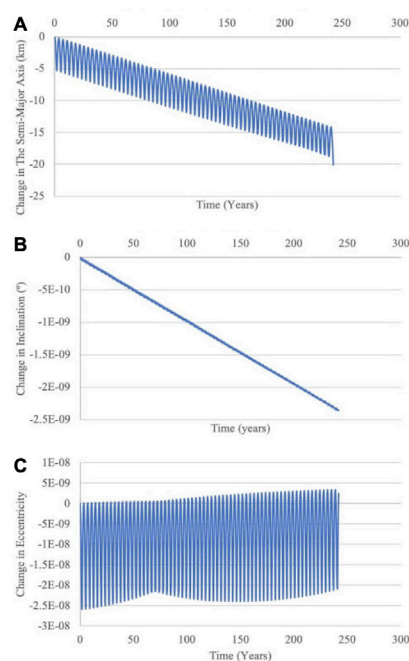 A
0 50 100 150 200 250 300
0
-5
-10
-15
-20
-25
Change in The Semi-Major Axis (km)
Time (Years)
B
0 50 100 150 200 250 300
0
-5E-10
-1E-09
-1.5E-09
-2E-09
-2.5E-09
Change in Inclination (º)
Time (years)
C
1E-08
5E-09
0
-5E-09
-1E-08
-1.5E-08
-2E-08
-2.5E-08
-3E-08
0 50 100 150 200 250 300
Change in Eccentricity
Time (Years)